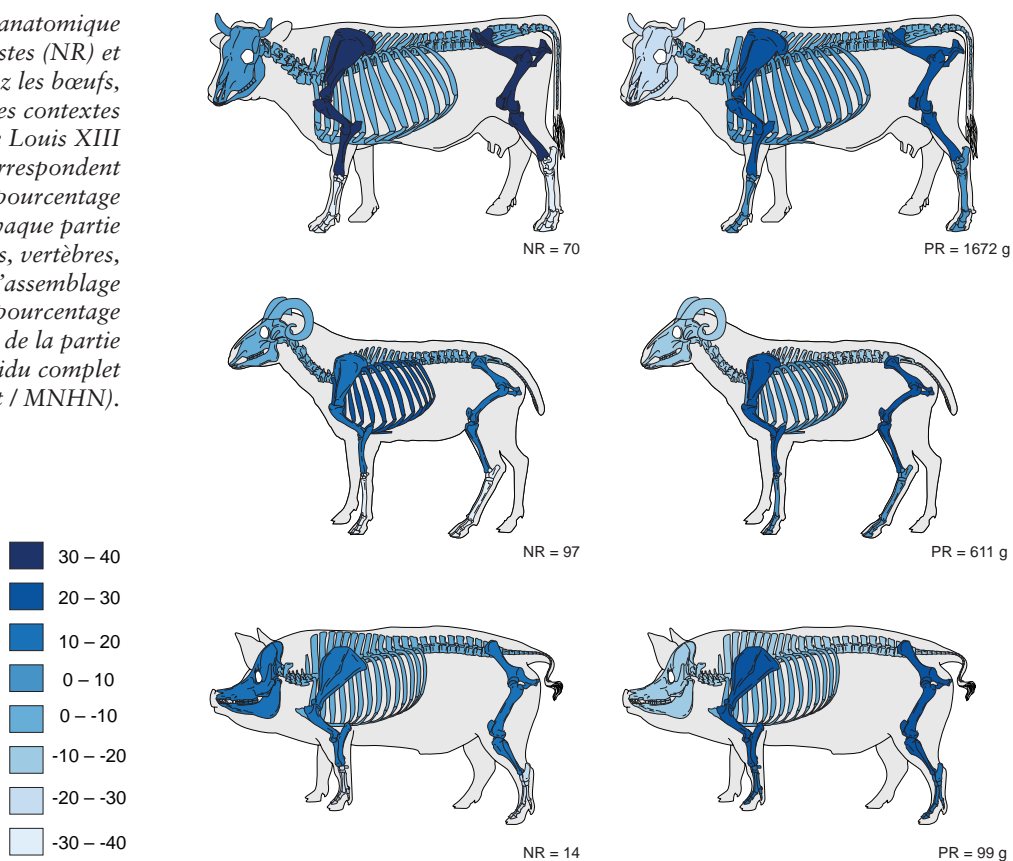 anatomique
stes (NR) et
z les bœufs,
es contextes
Louis XIII
rrespondent
pourcentage
aque partie
s, vertèbres,
'assemblage
pourcentage
de la partie
idu complet
t / MNHN).
NR = 70
PR = 1672 g
NR = 97
PR = 611 g
30 – 40
20 – 30
10 – 20
0 – 10
0 – -10
-10 – -20
-20 – -30
-30 – -40
NR = 14
PR = 99 g